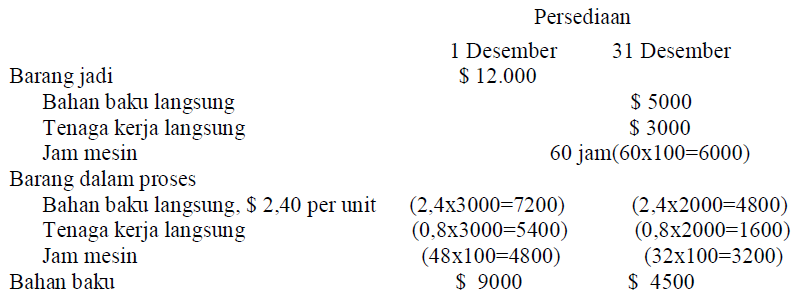 Persediaan
1 Desember 31 Desember
Barang jadi $ 12.000
Bahan baku langsung $ 5000
Tenaga kerja langsung $ 3000
Jam mesin 60 jam(60x100=6000)
Barang dalam proses
Bahan baku langsung, $ 2,40 per unit (2,4x3000=7200) (2,4x2000=4800)
Tenaga kerja langsung (0,8x3000=5400) (0,8x2000=1600)
Jam mesin (48x100=4800) (32x100=3200)
Bahan baku $ 9000 $ 4500